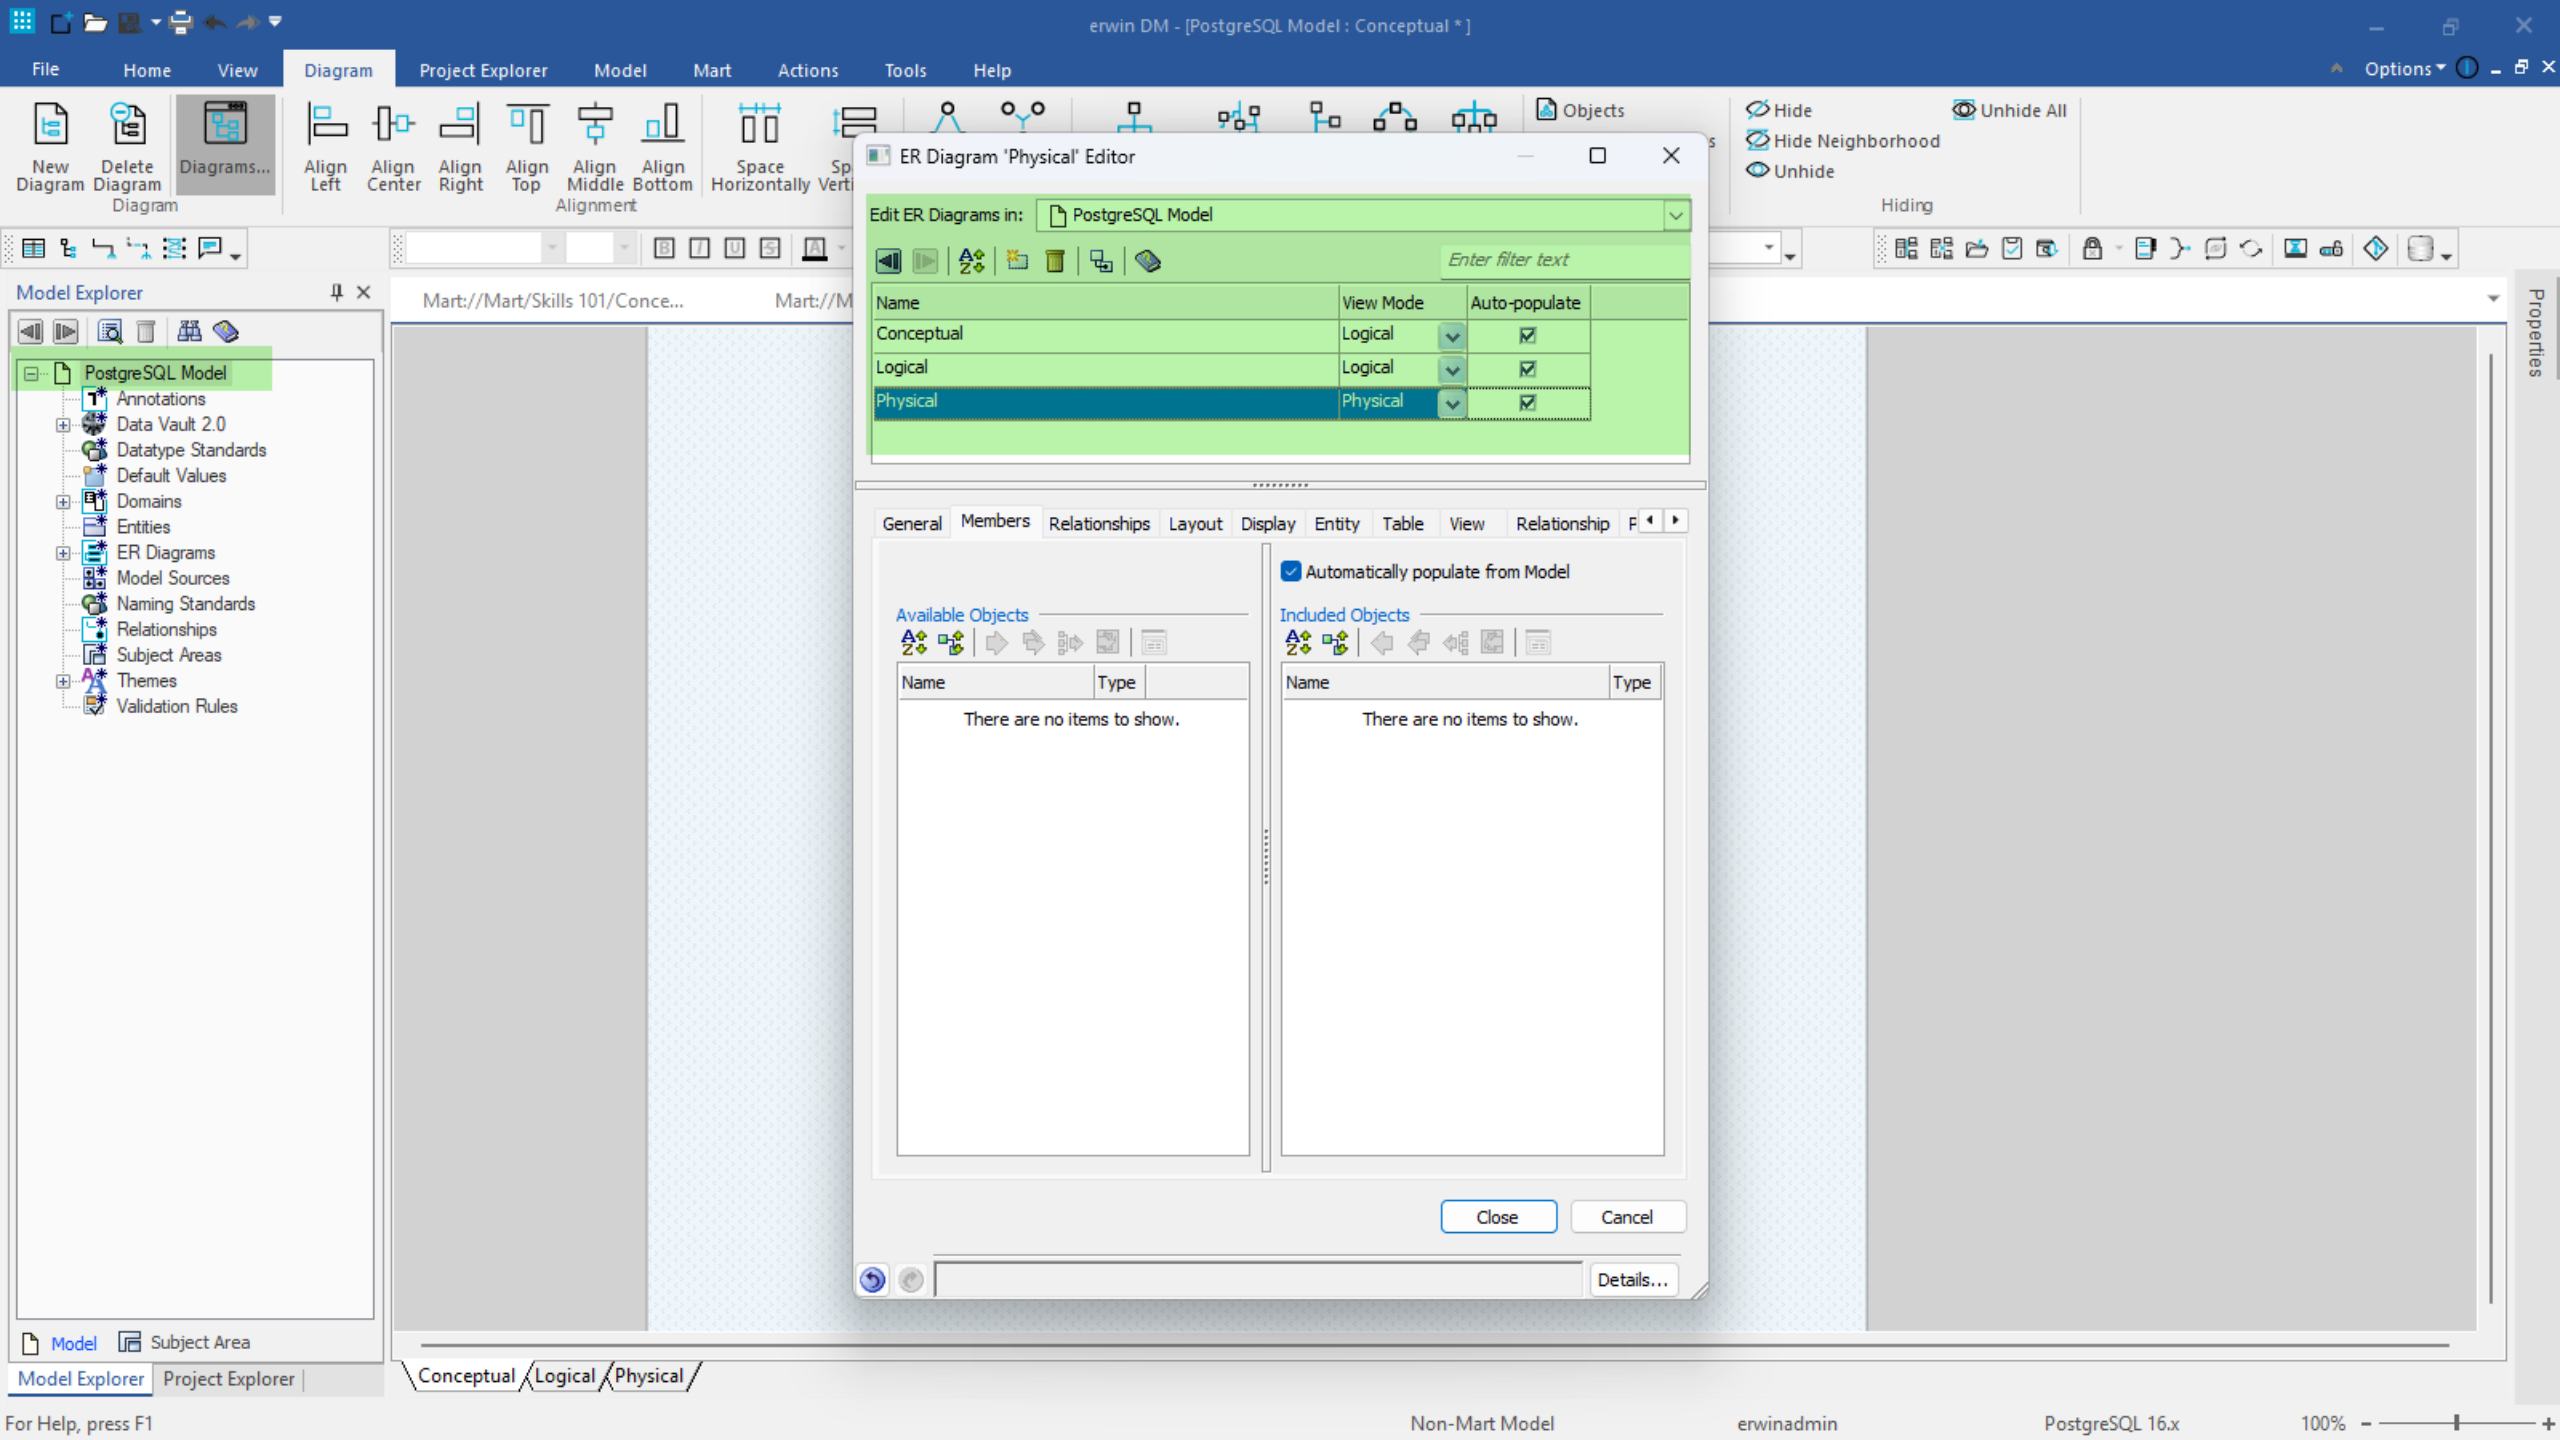 erwin DM - [PostgreSQL Model : Conceptual * ]
File Home View Diagram Project Explorer Model Mart Actions Tools Help Options
New Diagram
Delete Diagram
Diagrams...
Align Left
Align Center
Align Right
Align Top
Align Middle
Align Bottom
Space Horizontally
Objects
Hide
Hide Neighborhood
Unhide
Unhide All
Diagram
Alignment
Hiding
Model Explorer
PostgreSQL Model
Annotations
Data Vault 2.0
Datatype Standards
Default Values
Domains
Entities
ER Diagrams
Model Sources
Naming Standards
Relationships
Subject Areas
Themes
Validation Rules
Model Subject Area
Model Explorer Project Explorer
Mart://Mart/Skills 101/Conce...
Mart://M
Properties
ER Diagram 'Physical' Editor
Edit ER Diagrams in: PostgreSQL Model
Enter filter text
Name View Mode Auto-populate
Conceptual Logical
Logical Logical
Physical Physical
General Members Relationships Layout Display Entity Table View Relationship
Automatically populate from Model
Available Objects
Name Type
There are no items to show.
Included Objects
Name Type
There are no items to show.
Close Cancel
Details...
Conceptual Logical Physical
For Help, press F1
Non-Mart Model
erwinadmin
PostgreSQL 16.x
100%